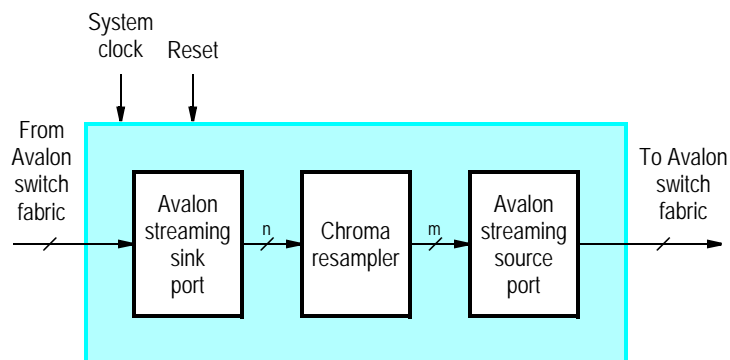 System
clock
Reset
From
Avalon
switch
fabric
Avalon
streaming
sink
port
n
Chroma
resampler
m
Avalon
streaming
source
port
To Avalon
switch
fabric